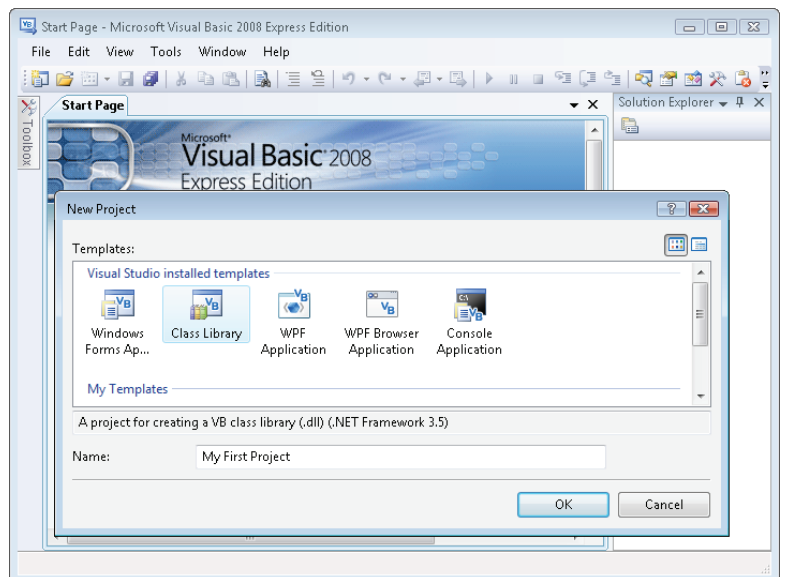 Start Page - Microsoft Visual Basic 2008 Express Edition
File Edit View Tools Window Help
Toolbox
Start Page
Solution Explorer
Microsoft
Visual Basic 2008
Express Edition
New Project
Templates:
Visual Studio installed templates
Windows Forms Ap...
Class Library
WPF Application
WPF Browser Application
Console Application
My Templates
A project for creating a VB class library (.dll) (.NET Framework 3.5)
Name: My First Project
OK Cancel